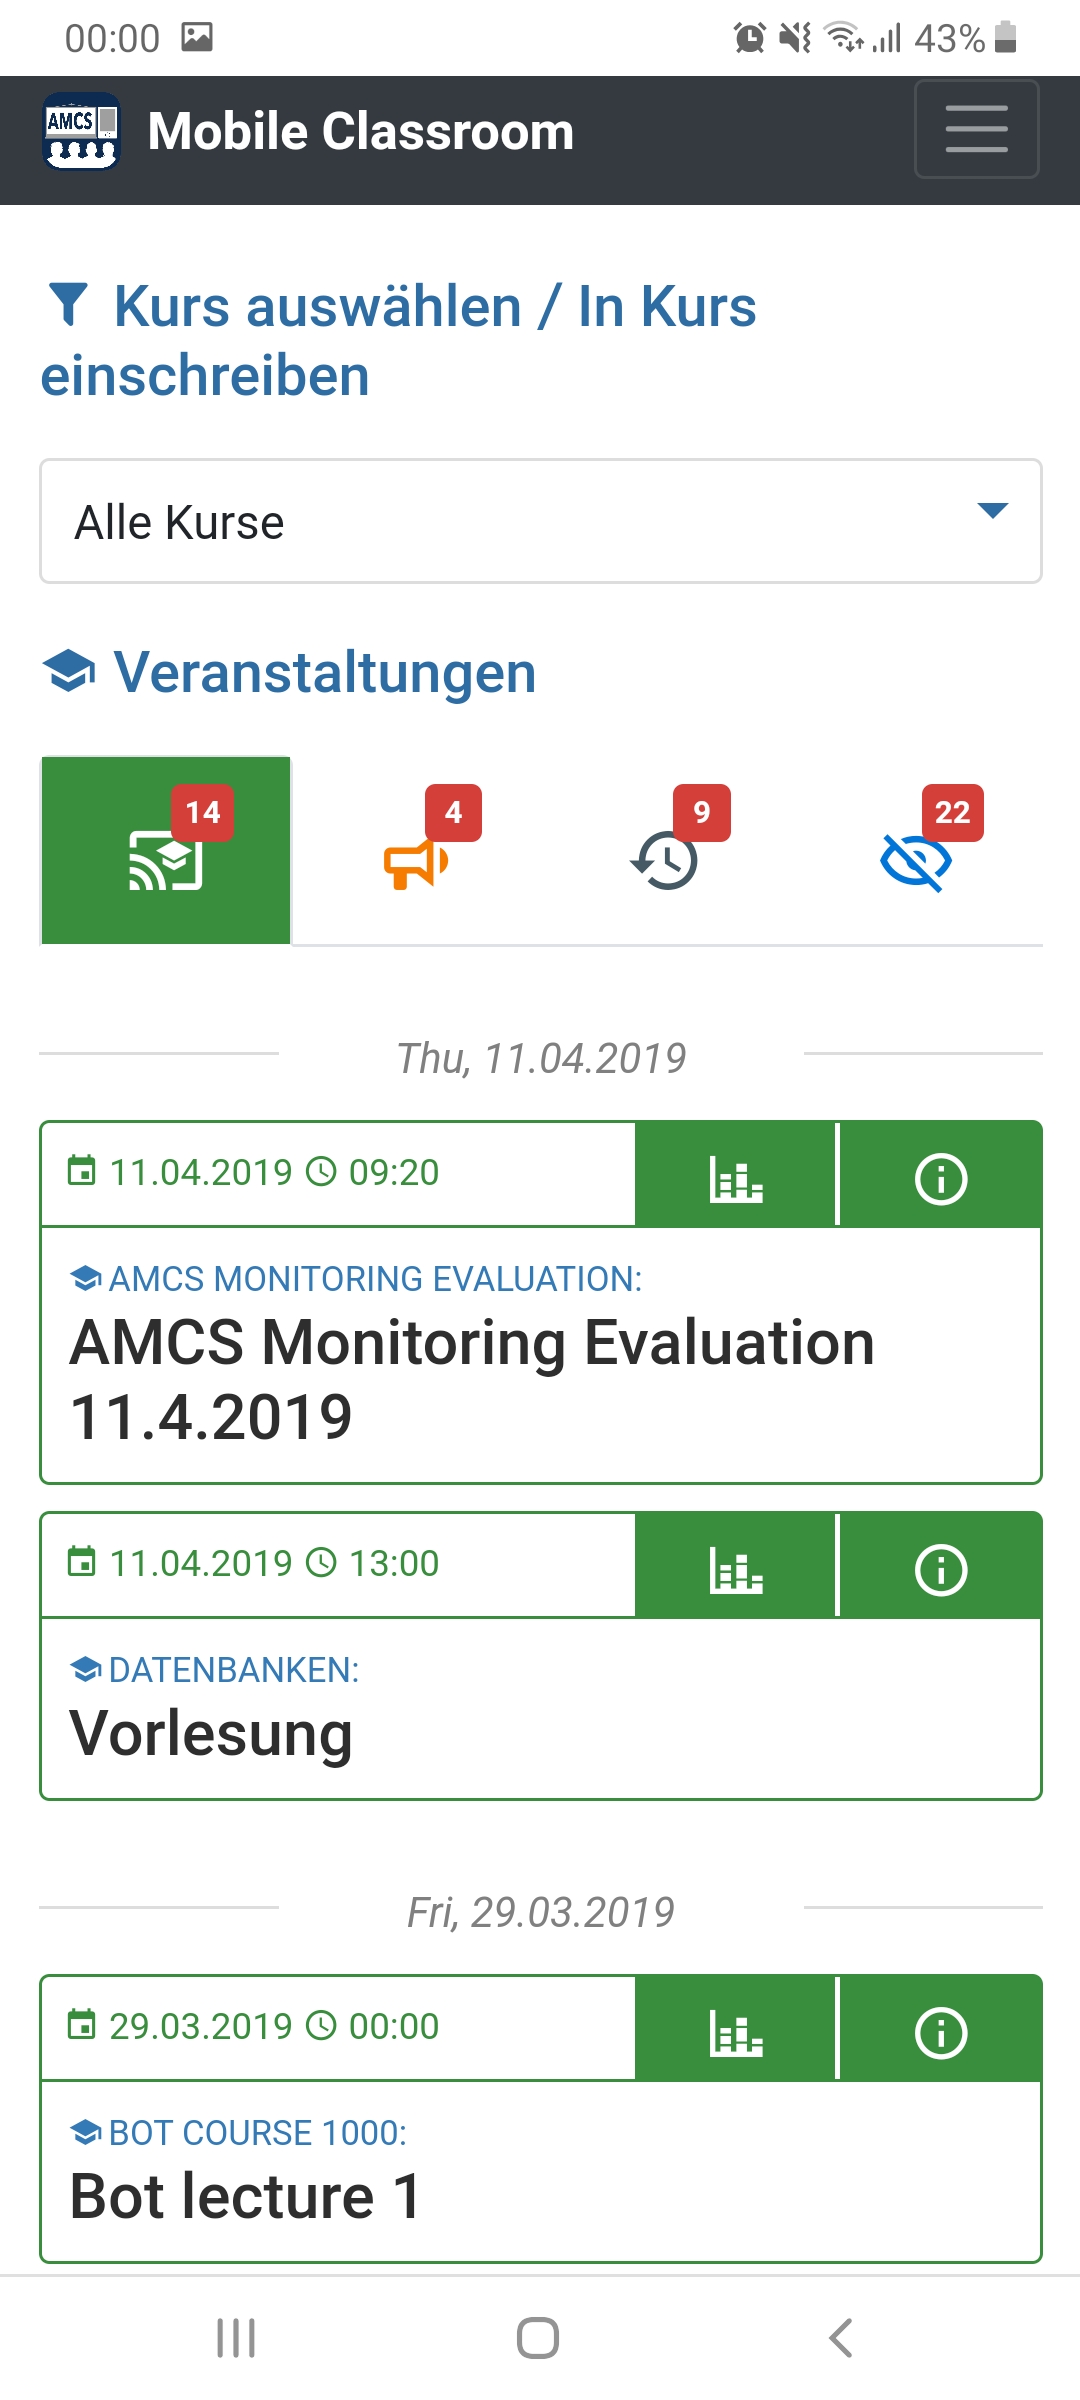 00:00 43%
AMCS Mobile Classroom
Kurs auswählen / In Kurs
einschreiben
Alle Kurse
Veranstaltungen
14 4 9 22
Thu, 11.04.2019
11.04.2019 09:20
AMCS MONITORING EVALUATION:
AMCS Monitoring Evaluation
11.4.2019
11.04.2019 13:00
DATENBANKEN:
Vorlesung
Fri, 29.03.2019
29.03.2019 00:00
BOT COURSE 1000:
Bot lecture 1